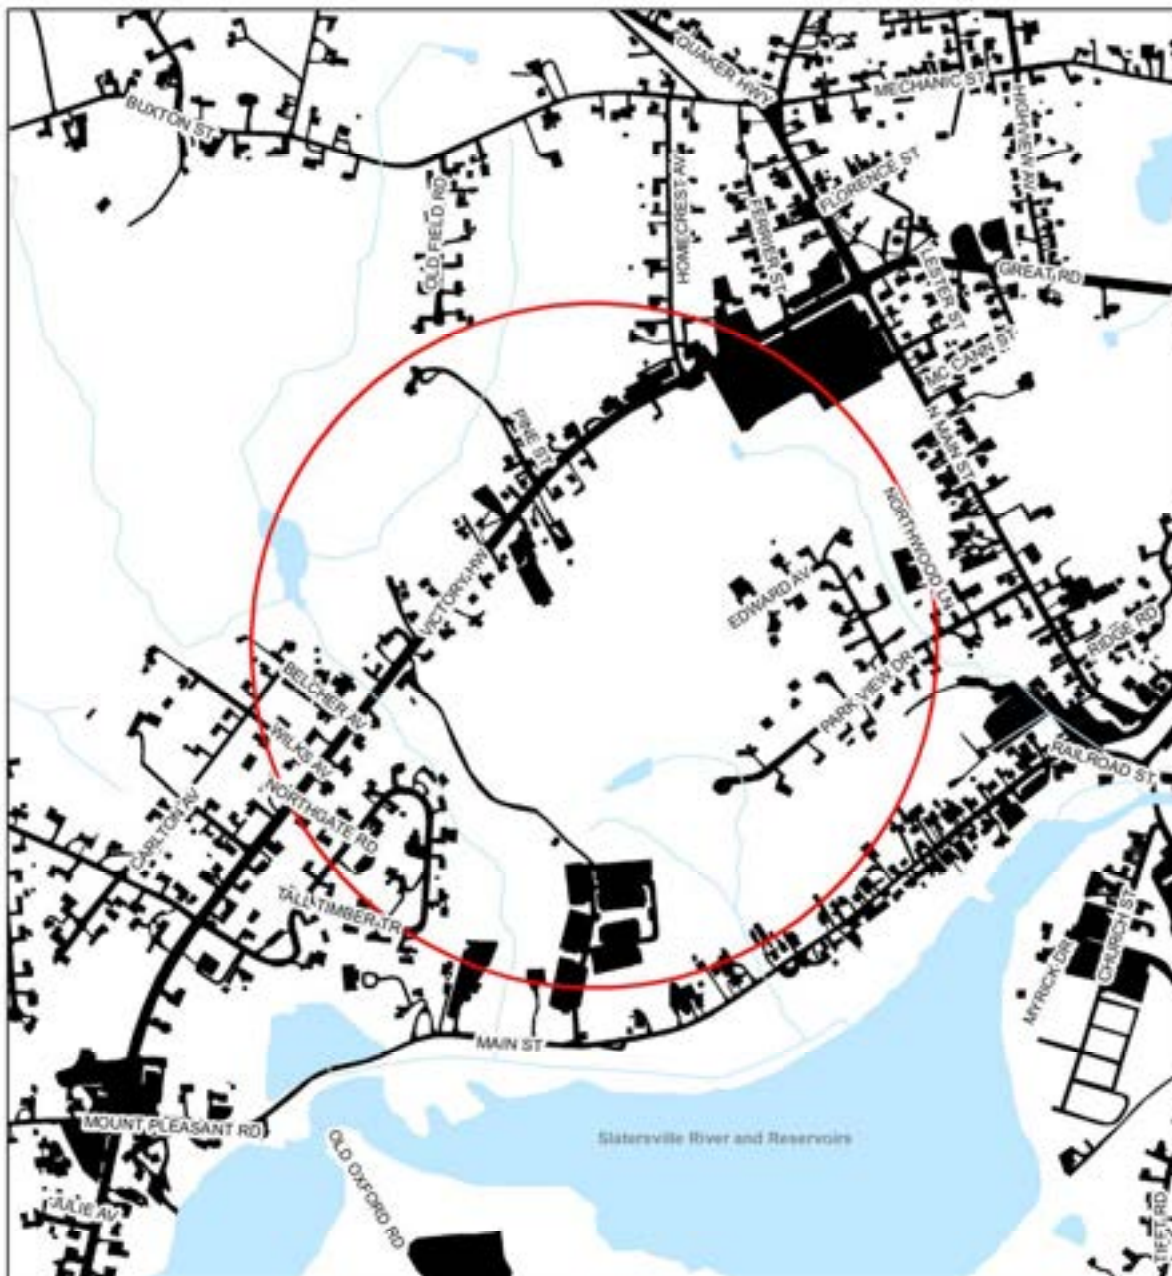 QUAKER HWY
MECHANIC ST
BUXTON ST
HIGHVIEW AV
FLORENCE ST
HOMECREST AV
OLD FIELD RD
FERRIER ST
LESTER ST
GREAT RD
MC CANN ST
N MAIN ST
PINE ST
NORTHWOOD LN
VICTORY HW
EDWARD AV
RIDGE RD
PARK VIEW DR
BELCHER AV
WILKS AV
RAILROAD ST
NORTHGATE RD
CARLTON AV
TALL TIMBER TR
CHURCH ST
MYRICK DR
MAIN ST
MOUNT PLEASANT RD
Slatersville River and Reservoirs
OLD OXFORD RD
JULIE AV
TIFFT RD